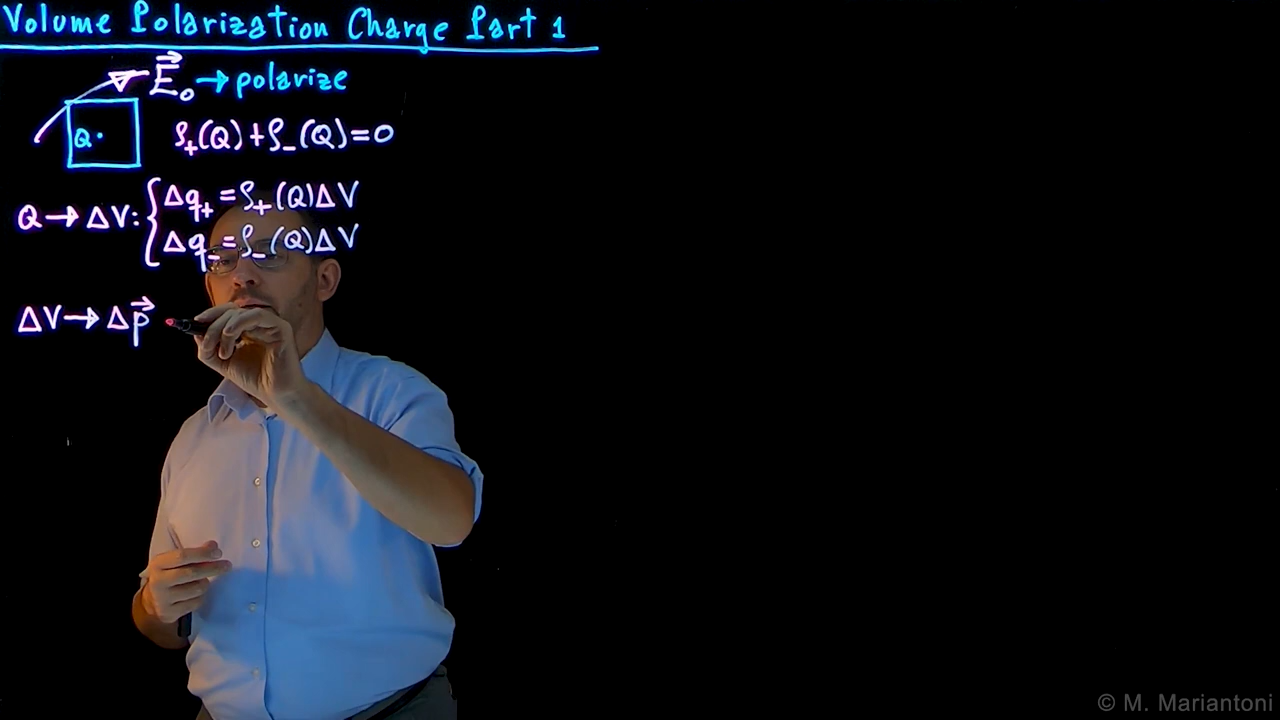 Volume Polarization Charge Part 1
E⃗₀ → polarize
Q·
ρ₊(Q)+ρ₋(Q)=0
Q→ΔV: { Δq₊=ρ₊(Q)ΔV
Δq₋=ρ₋(Q)ΔV
ΔV→Δp⃗
© M. Mariantoni